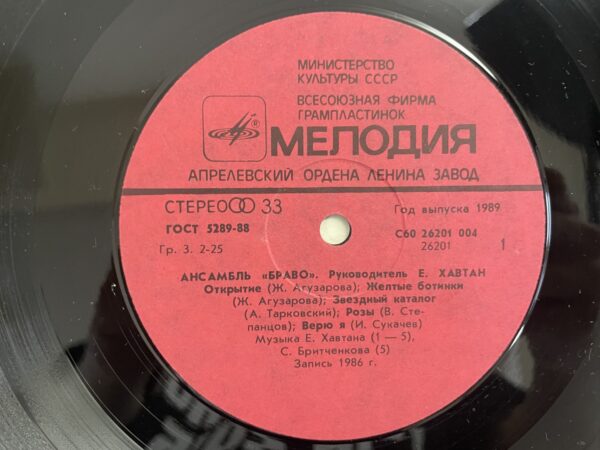 МИНИСТЕРСТВО
КУЛЬТУРЫ СССР
ВСЕСОЮЗНАЯ ФИРМА
ГРАМПЛАСТИНОК
МЕЛОДИЯ
АПРЕЛЕВСКИЙ ОРДЕНА ЛЕНИНА ЗАВОД
СТЕРЕО 33
Год выпуска 1989
ГОСТ 5289-88
С60 26201 004
Гр. 3. 2-25
26201 1
АНСАМБЛЬ «БРАВО». Руководитель Е. ХАВТАН
Открытие (Ж. Агузарова); Желтые ботинки
(Ж. Агузарова); Звездный каталог
(А. Тарковский); Розы (В. Сте-
панцов); Верю я (И. Сукачев)
Музыка Е. Хавтана (1 — 5),
С. Бритченкова (5)
Запись 1986 г.